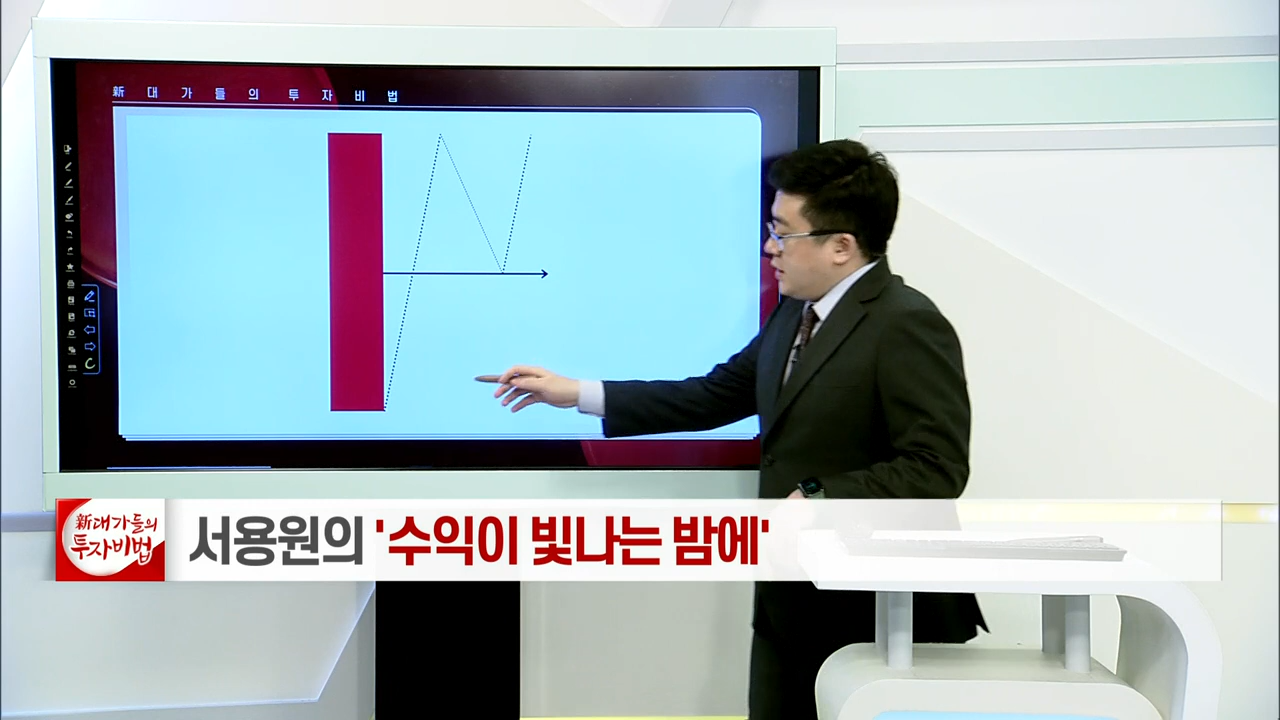 新 대 가 들 의 투 자 비 법
新대가들의
투자비법
서용원의 '수익이 빛나는 밤에'